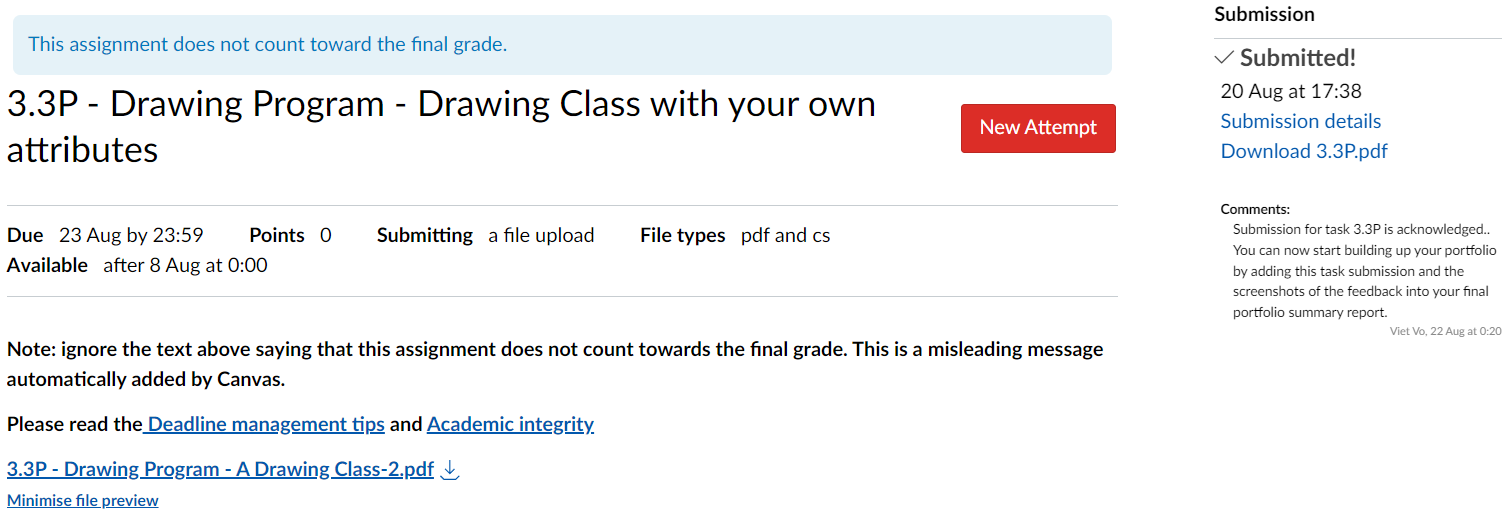 This assignment does not count toward the final grade.
3.3P - Drawing Program - Drawing Class with your own
attributes
New Attempt
Due 23 Aug by 23:59 Points 0 Submitting a file upload File types pdf and cs
Available after 8 Aug at 0:00
Note: ignore the text above saying that this assignment does not count towards the final grade. This is a misleading message
automatically added by Canvas.
Please read the Deadline management tips and Academic integrity
3.3P - Drawing Program - A Drawing Class-2.pdf
Minimise file preview
Submission
Submitted!
20 Aug at 17:38
Submission details
Download 3.3P.pdf
Comments:
Submission for task 3.3P is acknowledged..
You can now start building up your portfolio
by adding this task submission and the
screenshots of the feedback into your final
portfolio summary report.
Viet Vo, 22 Aug at 0:20